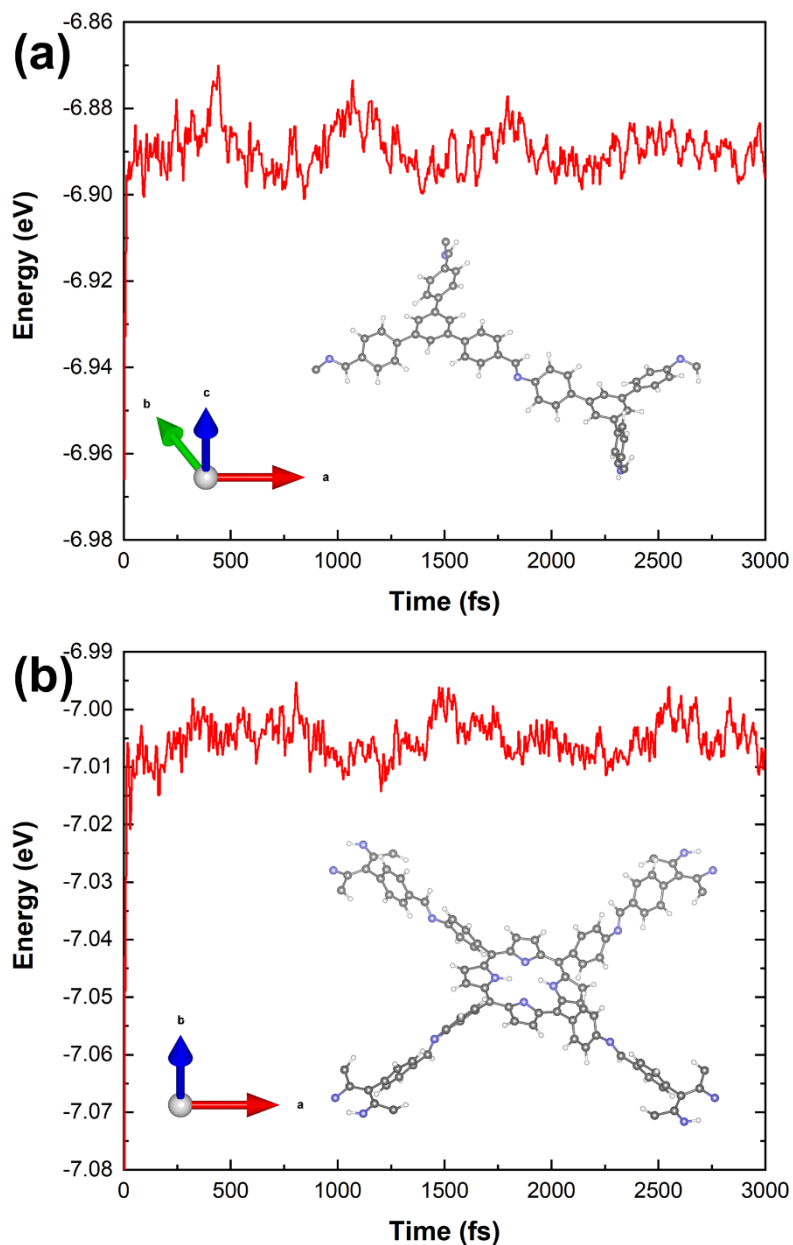 (a)
-6.86
-6.88
-6.90
-6.92
-6.94
-6.96
-6.98
Energy (eV)
c
b
a
0 500 1000 1500 2000 2500 3000
Time (fs)
(b)
-6.99
-7.00
-7.01
-7.02
-7.03
-7.04
-7.05
-7.06
-7.07
-7.08
Energy (eV)
b
a
0 500 1000 1500 2000 2500 3000
Time (fs)